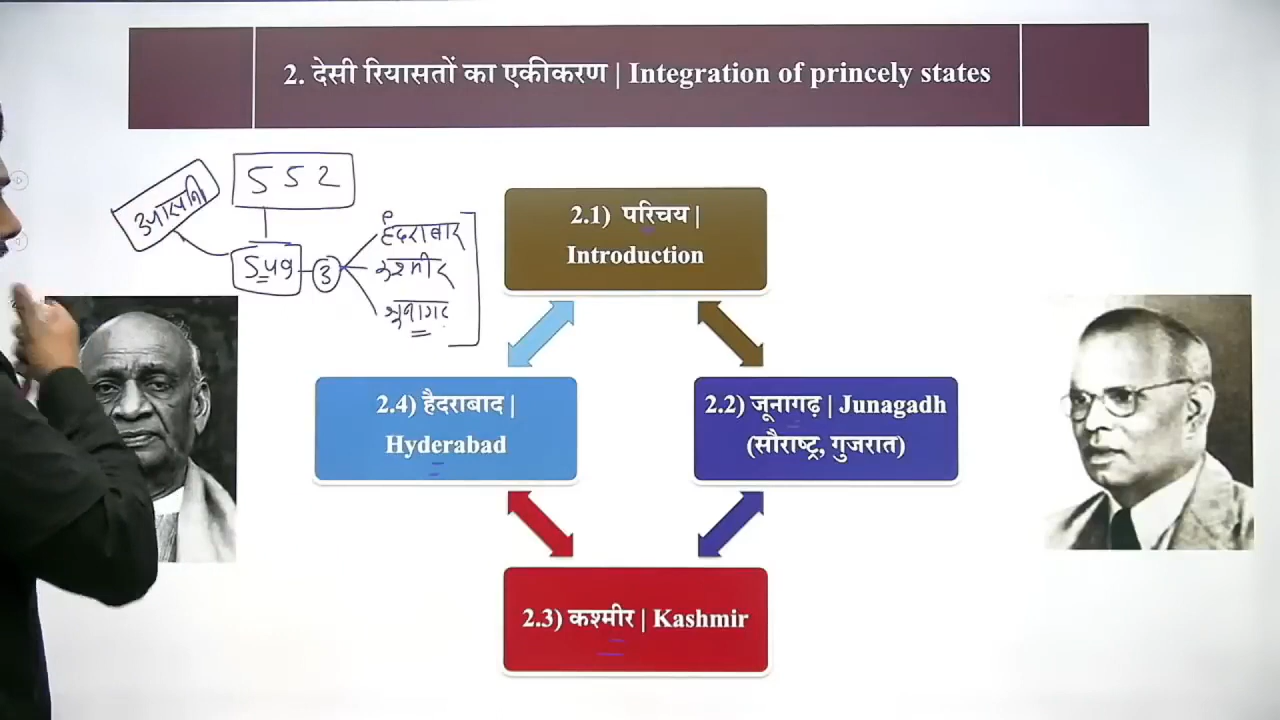 2. देसी रियासतों का एकीकरण | Integration of princely states
552
आसानी
549
3
हैदराबाद
कश्मीर
जूनागढ़
2.1) परिचय |
Introduction
2.4) हैदराबाद |
Hyderabad
2.2) जूनागढ़ | Junagadh
(सौराष्ट्र, गुजरात)
2.3) कश्मीर | Kashmir